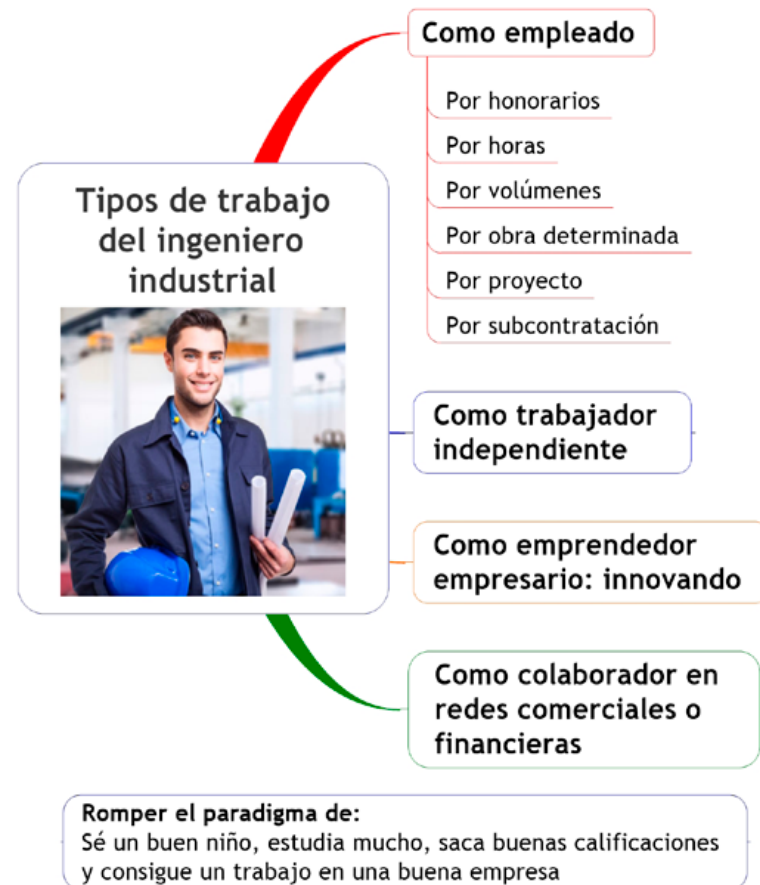 Como empleado
Por honorarios
Por horas
Por volúmenes
Por obra determinada
Por proyecto
Por subcontratación
Tipos de trabajo
del ingeniero
industrial
Como trabajador
independiente
Como emprendedor
empresario: innovando
Como colaborador en
redes comerciales o
financieras
Romper el paradigma de:
Sé un buen niño, estudia mucho, saca buenas calificaciones
y consigue un trabajo en una buena empresa